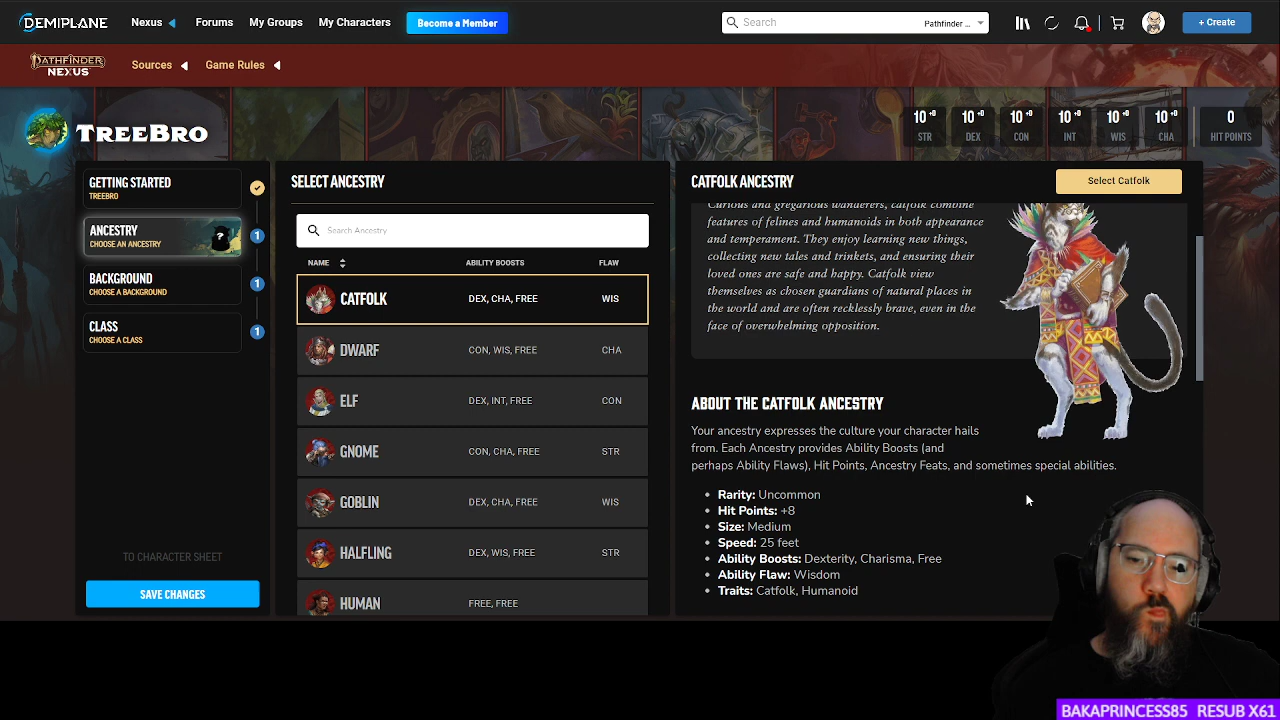 DEMIPLANE
Nexus
Forums
My Groups
My Characters
Become a Member
Search
Pathfinder ...
+ Create
PATHFINDER
NEXUS
Sources
Game Rules
TREEBRO
10 +0
STR
10 +0
DEX
10 +0
CON
10 +0
INT
10 +0
WIS
10 +0
CHA
0
HIT POINTS
GETTING STARTED
TREEBRO
ANCESTRY
CHOOSE AN ANCESTRY
?
1
BACKGROUND
CHOOSE A BACKGROUND
1
CLASS
CHOOSE A CLASS
1
TO CHARACTER SHEET
SAVE CHANGES
SELECT ANCESTRY
Search Ancestry
NAME ABILITY BOOSTS FLAW
CATFOLK DEX, CHA, FREE WIS
DWARF CON, WIS, FREE CHA
ELF DEX, INT, FREE CON
GNOME CON, CHA, FREE STR
GOBLIN DEX, CHA, FREE WIS
HALFLING DEX, WIS, FREE STR
HUMAN FREE, FREE
CATFOLK ANCESTRY
Select Catfolk
Curious and gregarious wanderers, catfolk combine
features of felines and humanoids in both appearance
and temperament. They enjoy learning new things,
collecting new tales and trinkets, and ensuring their
loved ones are safe and happy. Catfolk view
themselves as chosen guardians of natural places in
the world and are often recklessly brave, even in the
face of overwhelming opposition.
ABOUT THE CATFOLK ANCESTRY
Your ancestry expresses the culture your character hails
from. Each Ancestry provides Ability Boosts (and
perhaps Ability Flaws), Hit Points, Ancestry Feats, and sometimes special abilities.
• Rarity: Uncommon
• Hit Points: +8
• Size: Medium
• Speed: 25 feet
• Ability Boosts: Dexterity, Charisma, Free
• Ability Flaw: Wisdom
• Traits: Catfolk, Humanoid
BAKAPRINCESS85 RESUB X61